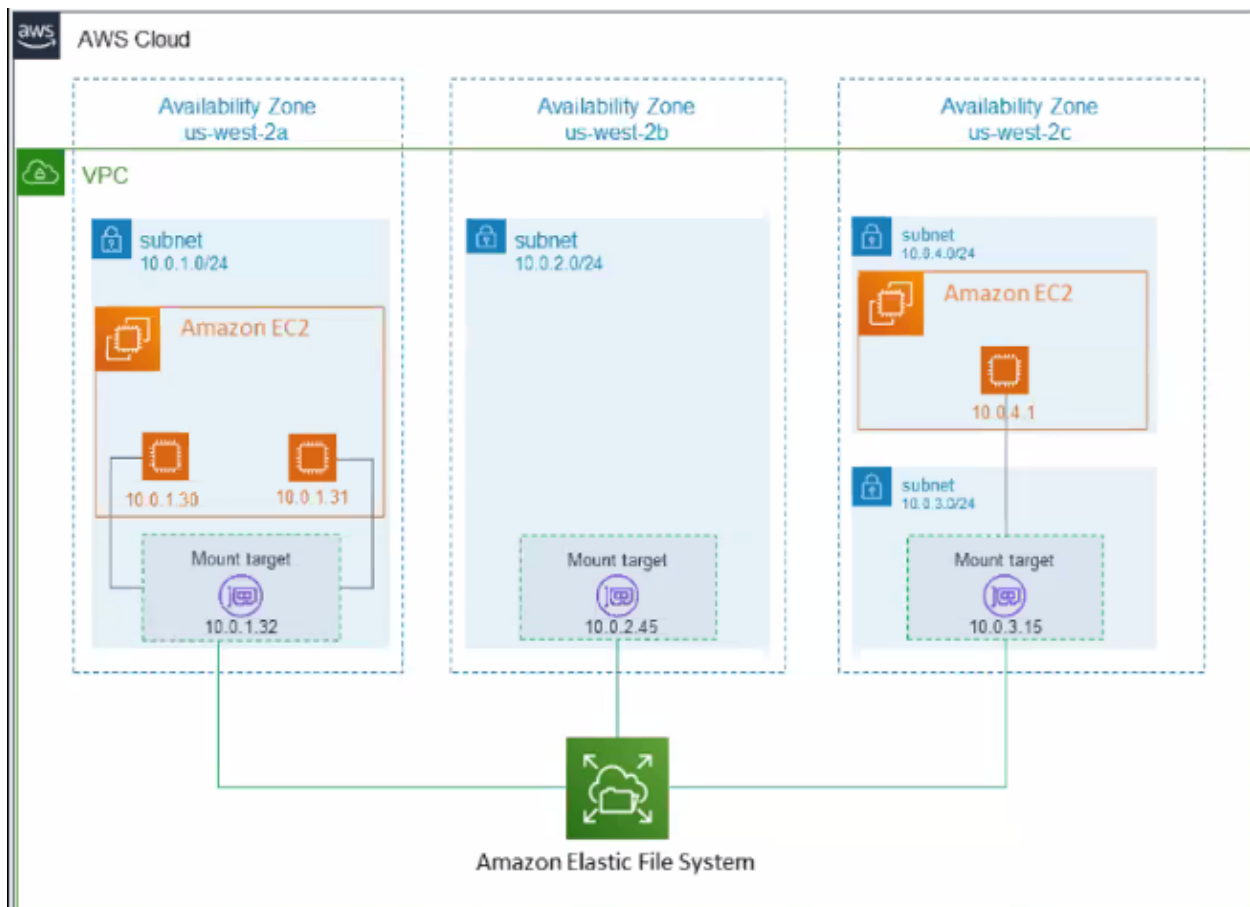 aws
AWS Cloud
Availability Zone
us-west-2a
Availability Zone
us-west-2b
Availability Zone
us-west-2c
VPC
subnet
10.0.1.0/24
Amazon EC2
10.0.1.30
10.0.1.31
Mount target
10.0.1.32
subnet
10.0.2.0/24
Mount target
10.0.2.45
subnet
10.0.4.0/24
Amazon EC2
10.0.4.1
subnet
10.0.3.0/24
Mount target
10.0.3.15
Amazon Elastic File System